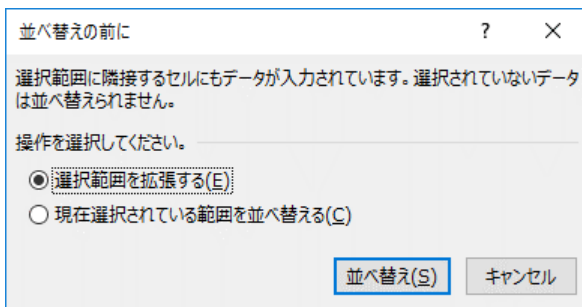 並べ替えの前に ?
選択範囲に隣接するセルにもデータが入力されています。選択されていないデータ
は並べ替えられません。
操作を選択してください。
選択範囲を拡張する(E)
現在選択されている範囲を並べ替える(C)
並べ替え(S) キャンセル